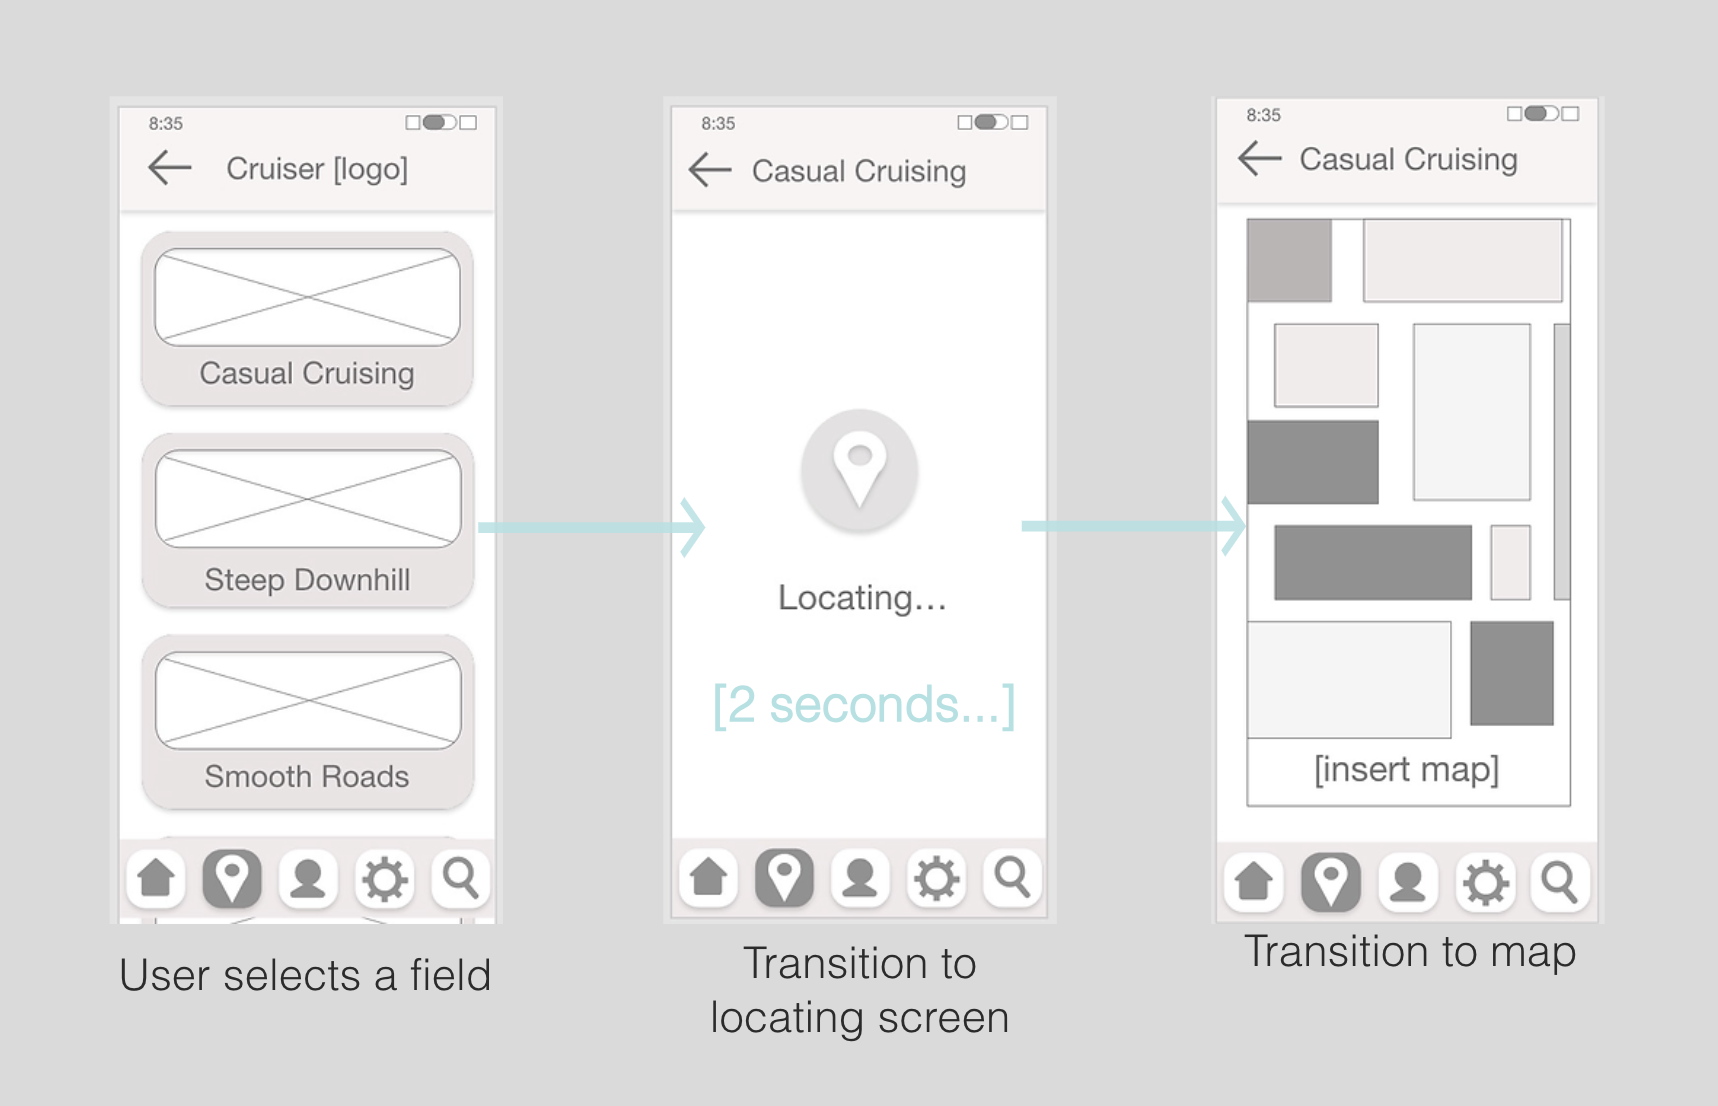 8:35
Cruiser [logo]
Casual Cruising
Steep Downhill
Smooth Roads
User selects a field
8:35
Casual Cruising
Locating...
[2 seconds...]
Transition to
locating screen
8:35
Casual Cruising
[insert map]
Transition to map